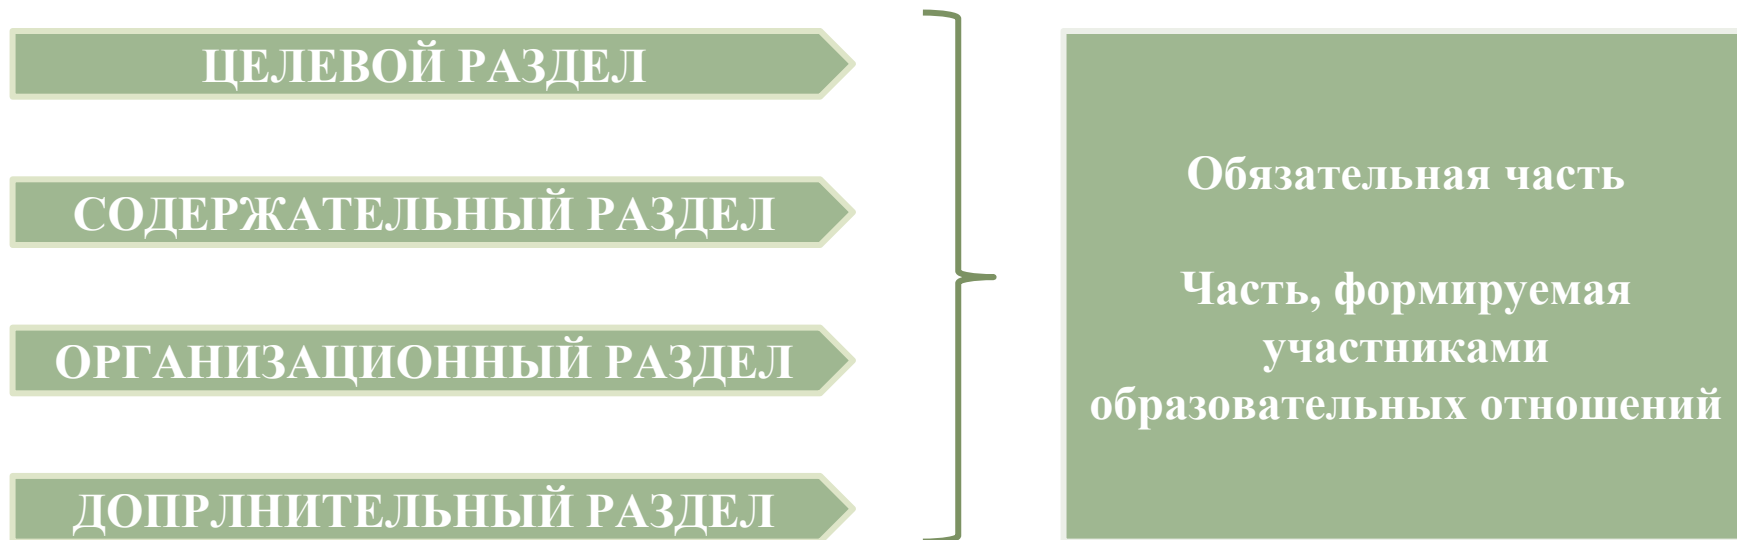 ЦЕЛЕВОЙ РАЗДЕЛ
СОДЕРЖАТЕЛЬНЫЙ РАЗДЕЛ
ОРГАНИЗАЦИОННЫЙ РАЗДЕЛ
ДОПРЛНИТЕЛЬНЫЙ РАЗДЕЛ
Обязательная часть
Часть, формируемая
участниками
образовательных отношений